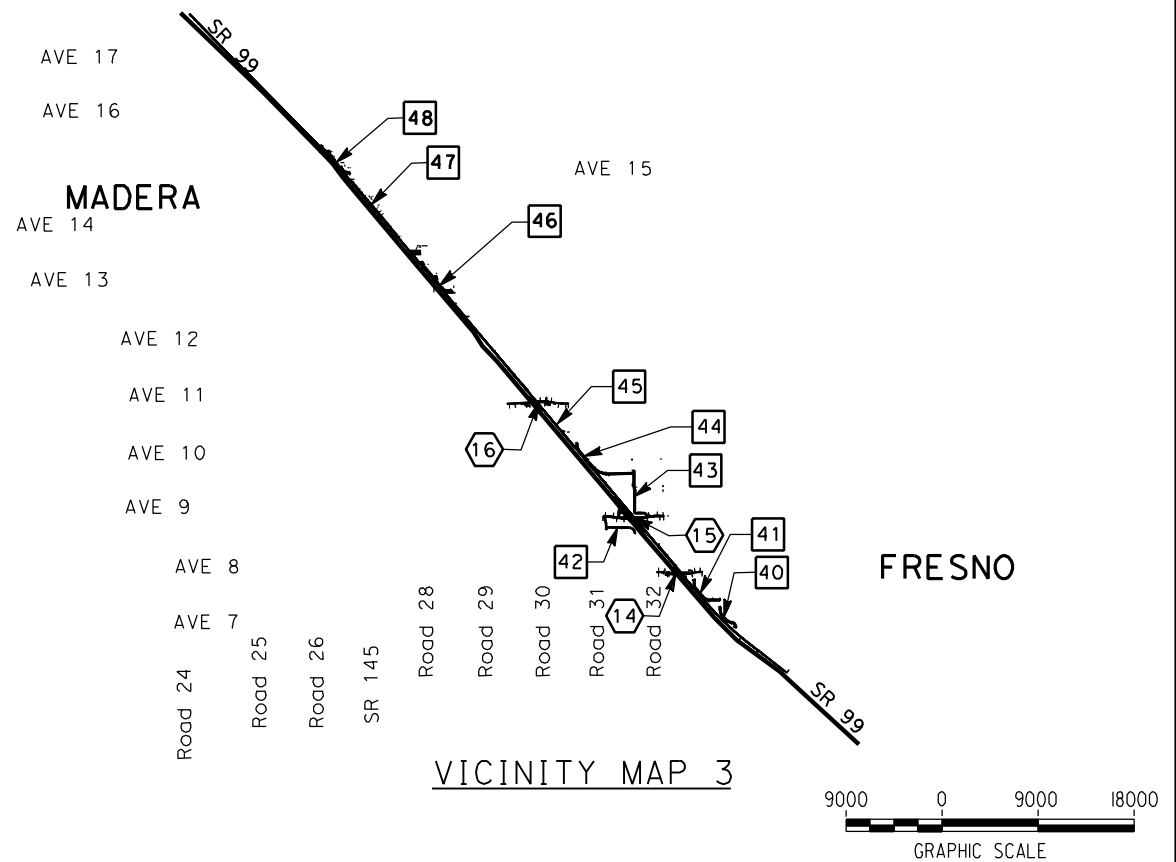 SR 99
AVE 17
AVE 16
48
47
AVE 15
MADERA
AVE 14
46
AVE 13
AVE 12
45
AVE 11
44
16
AVE 10
43
AVE 9
15
41
42
40
AVE 8
FRESNO
14
AVE 7
Road 24
Road 25
Road 26
SR 145
Road 28
Road 29
Road 30
Road 31
Road 32
SR 99
VICINITY MAP 3
9000 0 9000 18000
GRAPHIC SCALE